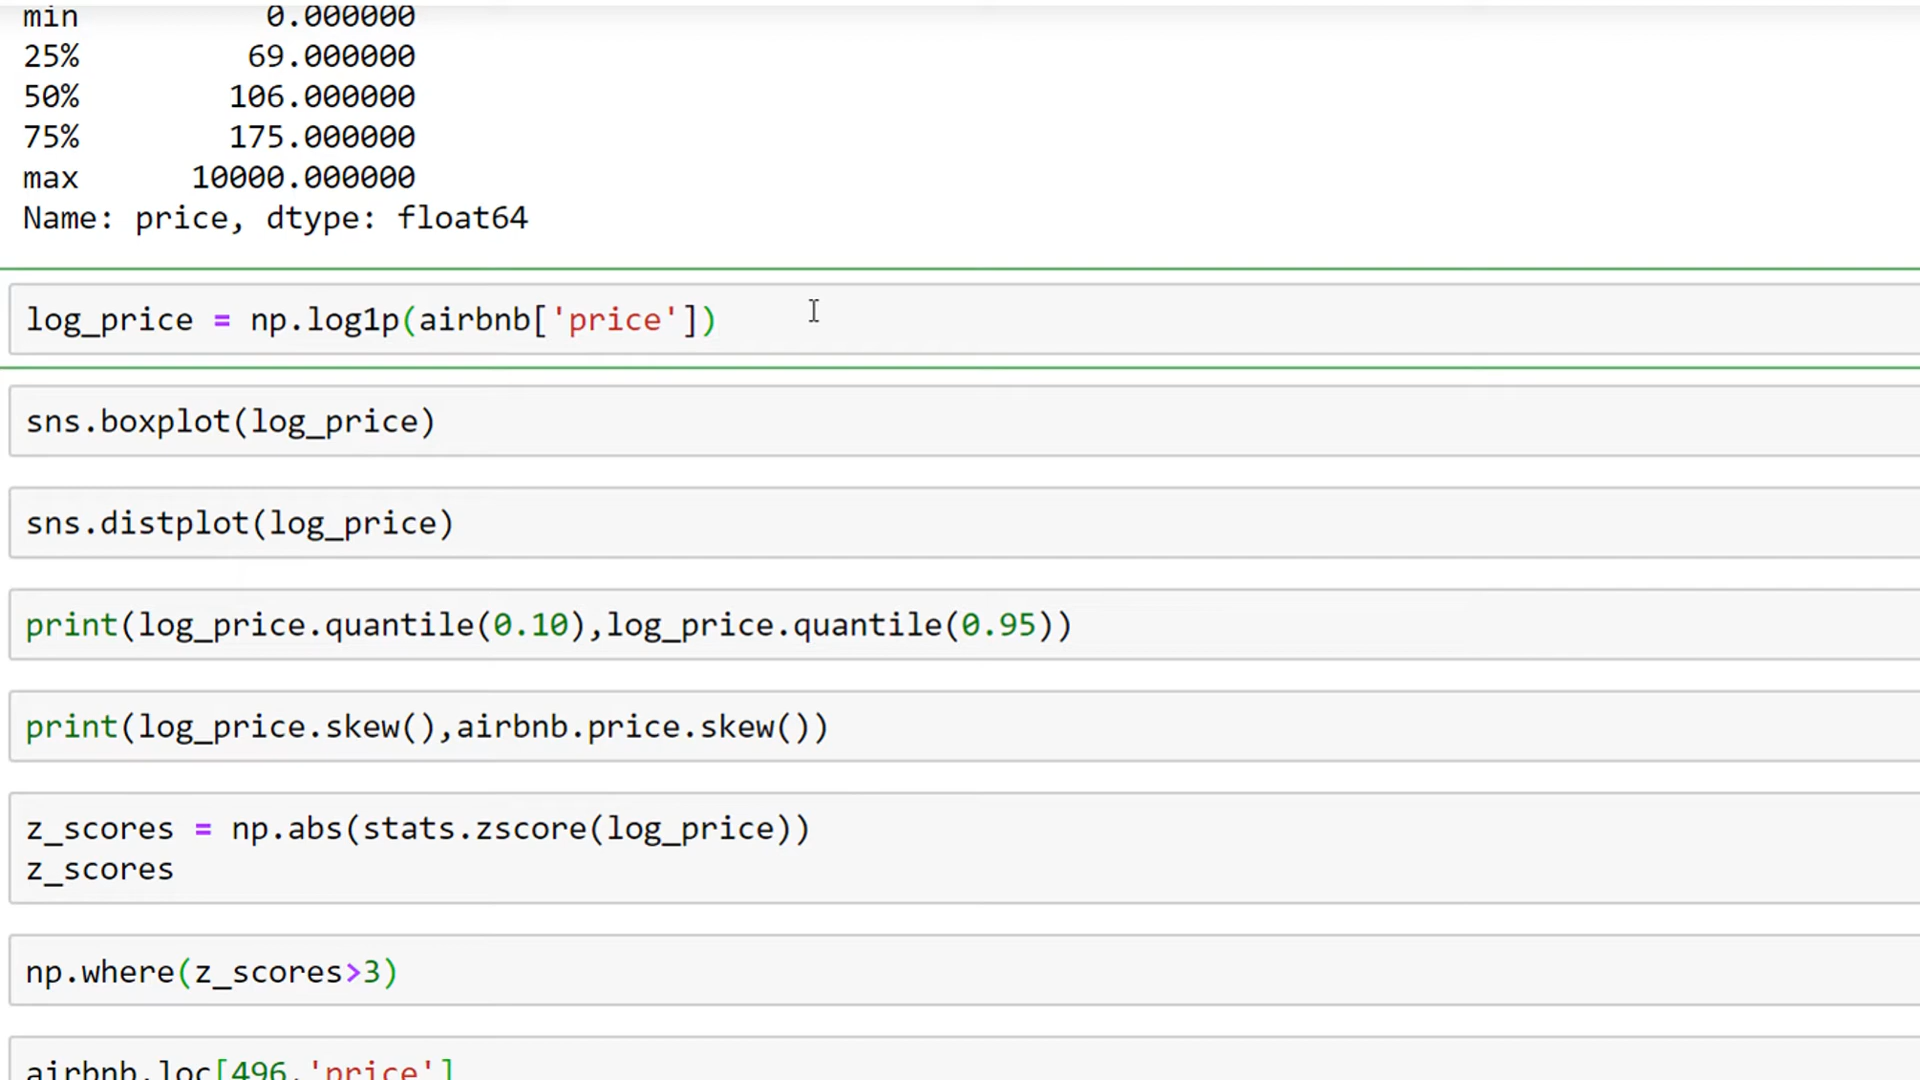 min 0.000000
25% 69.000000
50% 106.000000
75% 175.000000
max 10000.000000
Name: price, dtype: float64
log_price = np.log1p(airbnb['price'])
sns.boxplot(log_price)
sns.distplot(log_price)
print(log_price.quantile(0.10),log_price.quantile(0.95))
print(log_price.skew(),airbnb.price.skew())
z_scores = np.abs(stats.zscore(log_price))
z_scores
np.where(z_scores>3)
airbnb.loc[496,'price']